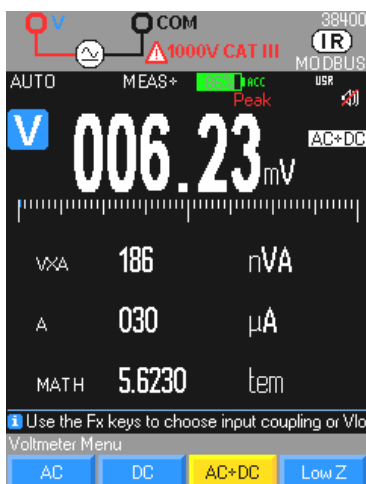 V COM 38400
IR
1000V CAT III MODBUS
AUTO MEAS+ ACC USR
Peak
V 006.23 mV AC+DC
VXA 186 nVA
A 030 µA
MATH 5.6230 tem
Use the Fx keys to choose input coupling or Vlo
Voltmeter Menu
AC DC AC+DC Low Z